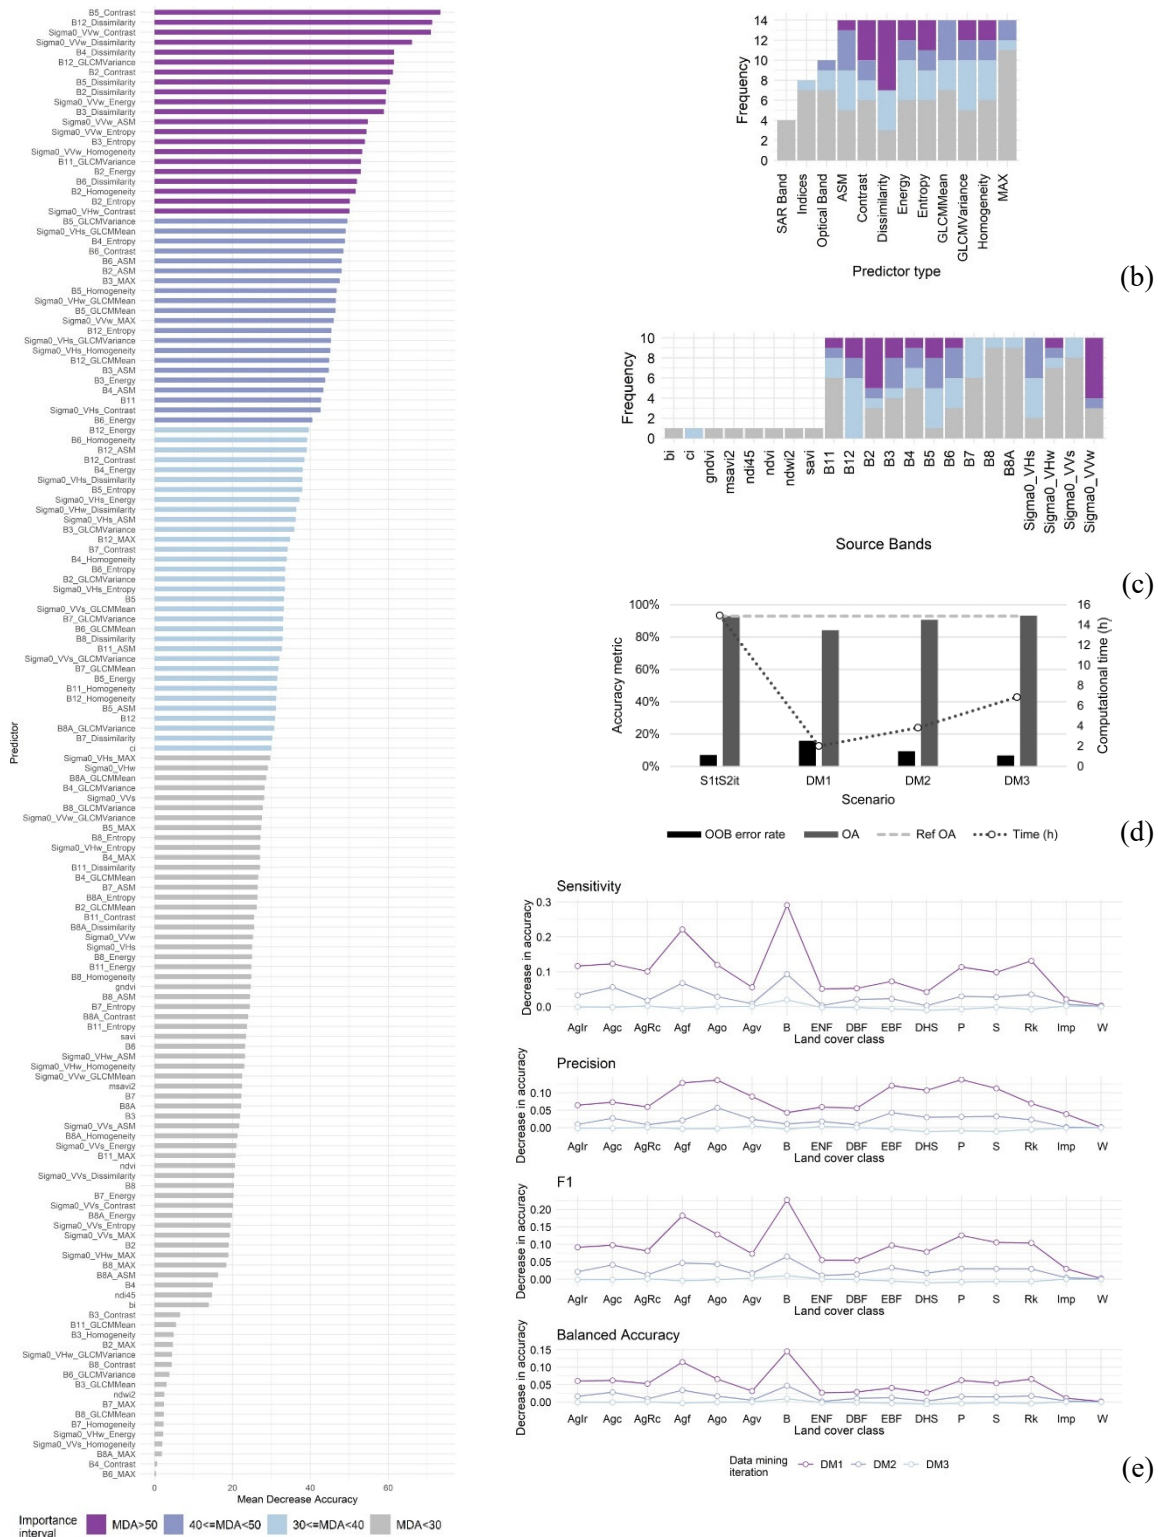 B5_Contrast
B12_Dissimilarity
Sigma0_VVw_Contrast
Sigma0_VVw_Dissimilarity
B4_Dissimilarity
B12_GLCMVariance
B2_Contrast
B5_Dissimilarity
B2_Dissimilarity
Sigma0_VVw_Energy
B3_Dissimilarity
Sigma0_VVw_ASM
Sigma0_VVw_Entropy
B3_Entropy
Sigma0_VVw_Homogeneity
B11_GLCMVariance
B2_Energy
B6_Dissimilarity
B2_Homogeneity
B2_Entropy
Sigma0_VHw_Contrast
B5_GLCMVariance
Sigma0_VHs_GLCMMean
B4_Entropy
B6_Contrast
B6_ASM
B2_ASM
B3_MAX
B5_Homogeneity
Sigma0_VHw_GLCMMean
B5_GLCMMean
Sigma0_VVw_MAX
B12_Entropy
Sigma0_VHs_GLCMVariance
Sigma0_VHs_Homogeneity
B12_GLCMMean
B3_ASM
B3_Energy
B4_ASM
B11
Sigma0_VHs_Contrast
B6_Energy
B12_Energy
B6_Homogeneity
B12_ASM
B12_Contrast
B4_Energy
Sigma0_VHs_Dissimilarity
B5_Entropy
Sigma0_VHs_Energy
Sigma0_VHw_Dissimilarity
Sigma0_VHs_ASM
B3_GLCMVariance
B12_MAX
B7_Contrast
B4_Homogeneity
B6_Entropy
B2_GLCMVariance
Sigma0_VHs_Entropy
B5
Sigma0_VVs_GLCMMean
B7_GLCMVariance
B6_GLCMMean
B8_Dissimilarity
B11_ASM
Sigma0_VVs_GLCMVariance
B7_GLCMMean
B5_Energy
B11_Homogeneity
B12_Homogeneity
B5_ASM
B12
B8A_GLCMVariance
B7_Dissimilarity
ci
Sigma0_VHs_MAX
Sigma0_VHw
B8A_GLCMMean
B4_GLCMVariance
Sigma0_VVs
B8_GLCMVariance
Sigma0_VVw_GLCMVariance
B5_MAX
B8_Entropy
Sigma0_VHw_Entropy
B4_MAX
B11_Dissimilarity
B4_GLCMMean
B7_ASM
B8A_Entropy
B2_GLCMMean
B11_Contrast
B8A_Dissimilarity
Sigma0_VVw
Sigma0_VHs
B8_Energy
B11_Energy
B8_Homogeneity
gndvi
B8_ASM
B7_Entropy
B8A_Contrast
B11_Entropy
savi
B6
Sigma0_VHw_ASM
Sigma0_VHw_Homogeneity
Sigma0_VVw_GLCMMean
msavi2
B7
B8A
B3
Sigma0_VVs_ASM
B8A_Homogeneity
Sigma0_VVs_Energy
B11_MAX
ndvi
Sigma0_VVs_Dissimilarity
B8
B7_Energy
Sigma0_VVs_Contrast
B8A_Energy
Sigma0_VVs_Entropy
Sigma0_VVs_MAX
B2
Sigma0_VHw_MAX
B8_MAX
B8A_ASM
B4
ndi45
bi
B3_Contrast
B11_GLCMMean
B3_Homogeneity
B2_MAX
Sigma0_VHw_GLCMVariance
B8_Contrast
B6_GLCMVariance
B3_GLCMMean
ndwi2
B7_MAX
B8_GLCMMean
B7_Homogeneity
Sigma0_VHw_Energy
Sigma0_VVs_Homogeneity
B8A_MAX
B4_Contrast
B6_MAX
Predictor
0 20 40 60
Mean Decrease Accuracy
Importance interval MDA>50 40<=MDA<50 30<=MDA<40 MDA<30
14
12
10
8
6
4
2
0
Frequency
SAR Band
Indices
Optical Band
ASM
Contrast
Dissimilarity
Energy
Entropy
GLCMMean
GLCMVariance
Homogeneity
MAX
Predictor type
(b)
10
8
6
4
2
0
Frequency
bi
ci
gndvi
msavi2
ndi45
ndvi
ndwi2
savi
B11
B12
B2
B3
B4
B5
B6
B7
B8
B8A
Sigma0_VHs
Sigma0_VHw
Sigma0_VVs
Sigma0_VVw
Source Bands
(c)
100%
80%
60%
40%
20%
0%
Accuracy metric
16
14
12
10
8
6
4
2
0
Computational time (h)
S1tS2it DM1 DM2 DM3
Scenario
OOB error rate OA Ref OA Time (h)
(d)
Sensitivity
0.3
0.2
0.1
0.0
Decrease in accuracy
AgIr Agc AgRc Agf Ago Agv B ENF DBF EBF DHS P S Rk Imp W
Land cover class
Precision
0.10
0.05
0.00
Decrease in accuracy
AgIr Agc AgRc Agf Ago Agv B ENF DBF EBF DHS P S Rk Imp W
Land cover class
F1
0.20
0.15
0.10
0.05
0.00
Decrease in accuracy
AgIr Agc AgRc Agf Ago Agv B ENF DBF EBF DHS P S Rk Imp W
Land cover class
Balanced Accuracy
0.15
0.10
0.05
0.00
Decrease in accuracy
AgIr Agc AgRc Agf Ago Agv B ENF DBF EBF DHS P S Rk Imp W
Land cover class
Data mining iteration DM1 DM2 DM3
(e)